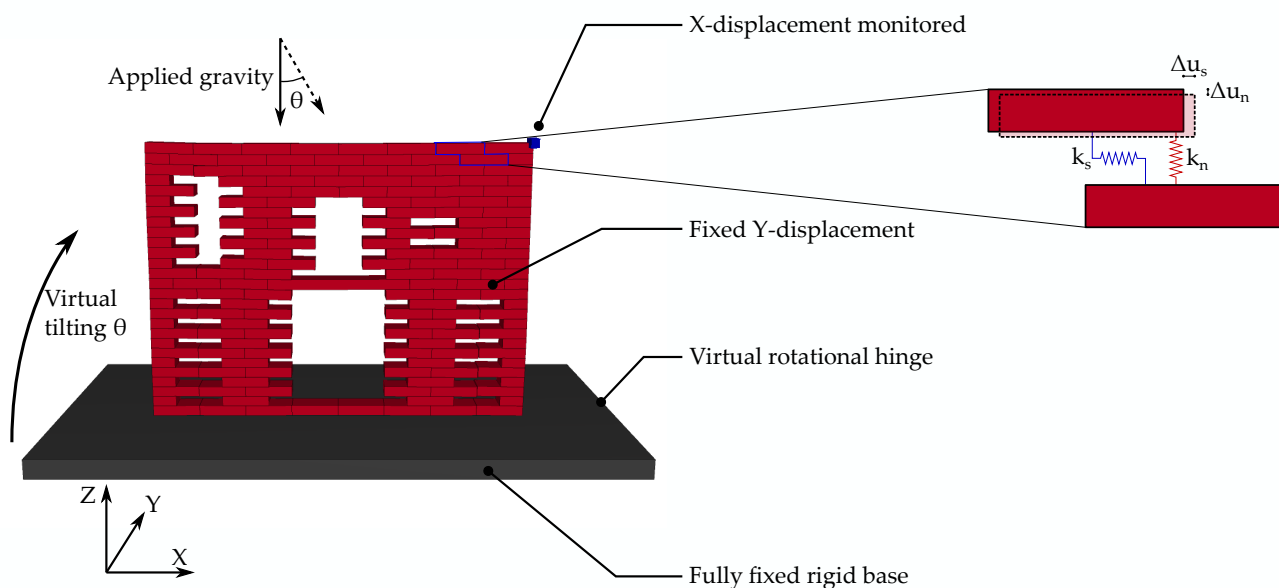 X-displacement monitored
Applied gravity
θ
Δuₛ
Δuₙ
kₛ
kₙ
Fixed Y-displacement
Virtual
tilting θ
Virtual rotational hinge
Z
Y
X
Fully fixed rigid base